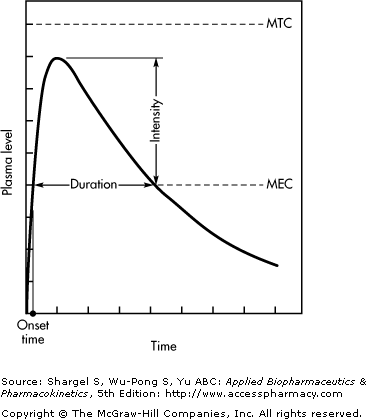 MTC
Intensity
Plasma level
Duration
MEC
Onset
time
Time
Source: Shargel S, Wu-Pong S, Yu ABC: Applied Biopharmaceutics &
Pharmacokinetics, 5th Edition: http://www.accesspharmacy.com
Copyright © The McGraw-Hill Companies, Inc. All rights reserved.